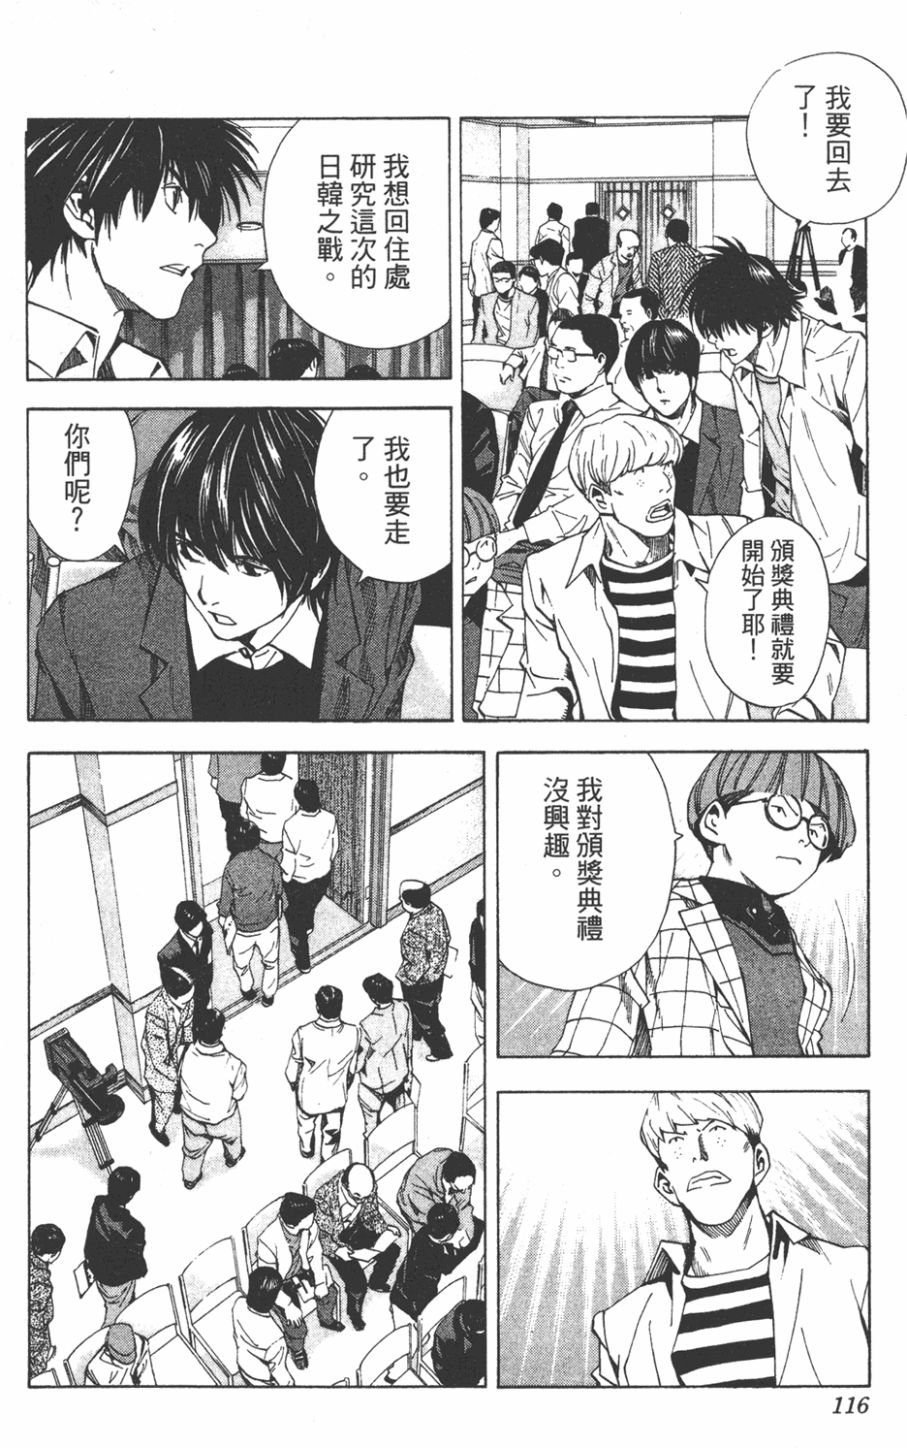 我要回去
了！
頒獎典禮就要
開始了耶！
我想回住處
研究這次的
日韓之戰。
我也要走
了。
你們呢？
我對頒獎典禮
沒興趣。
116